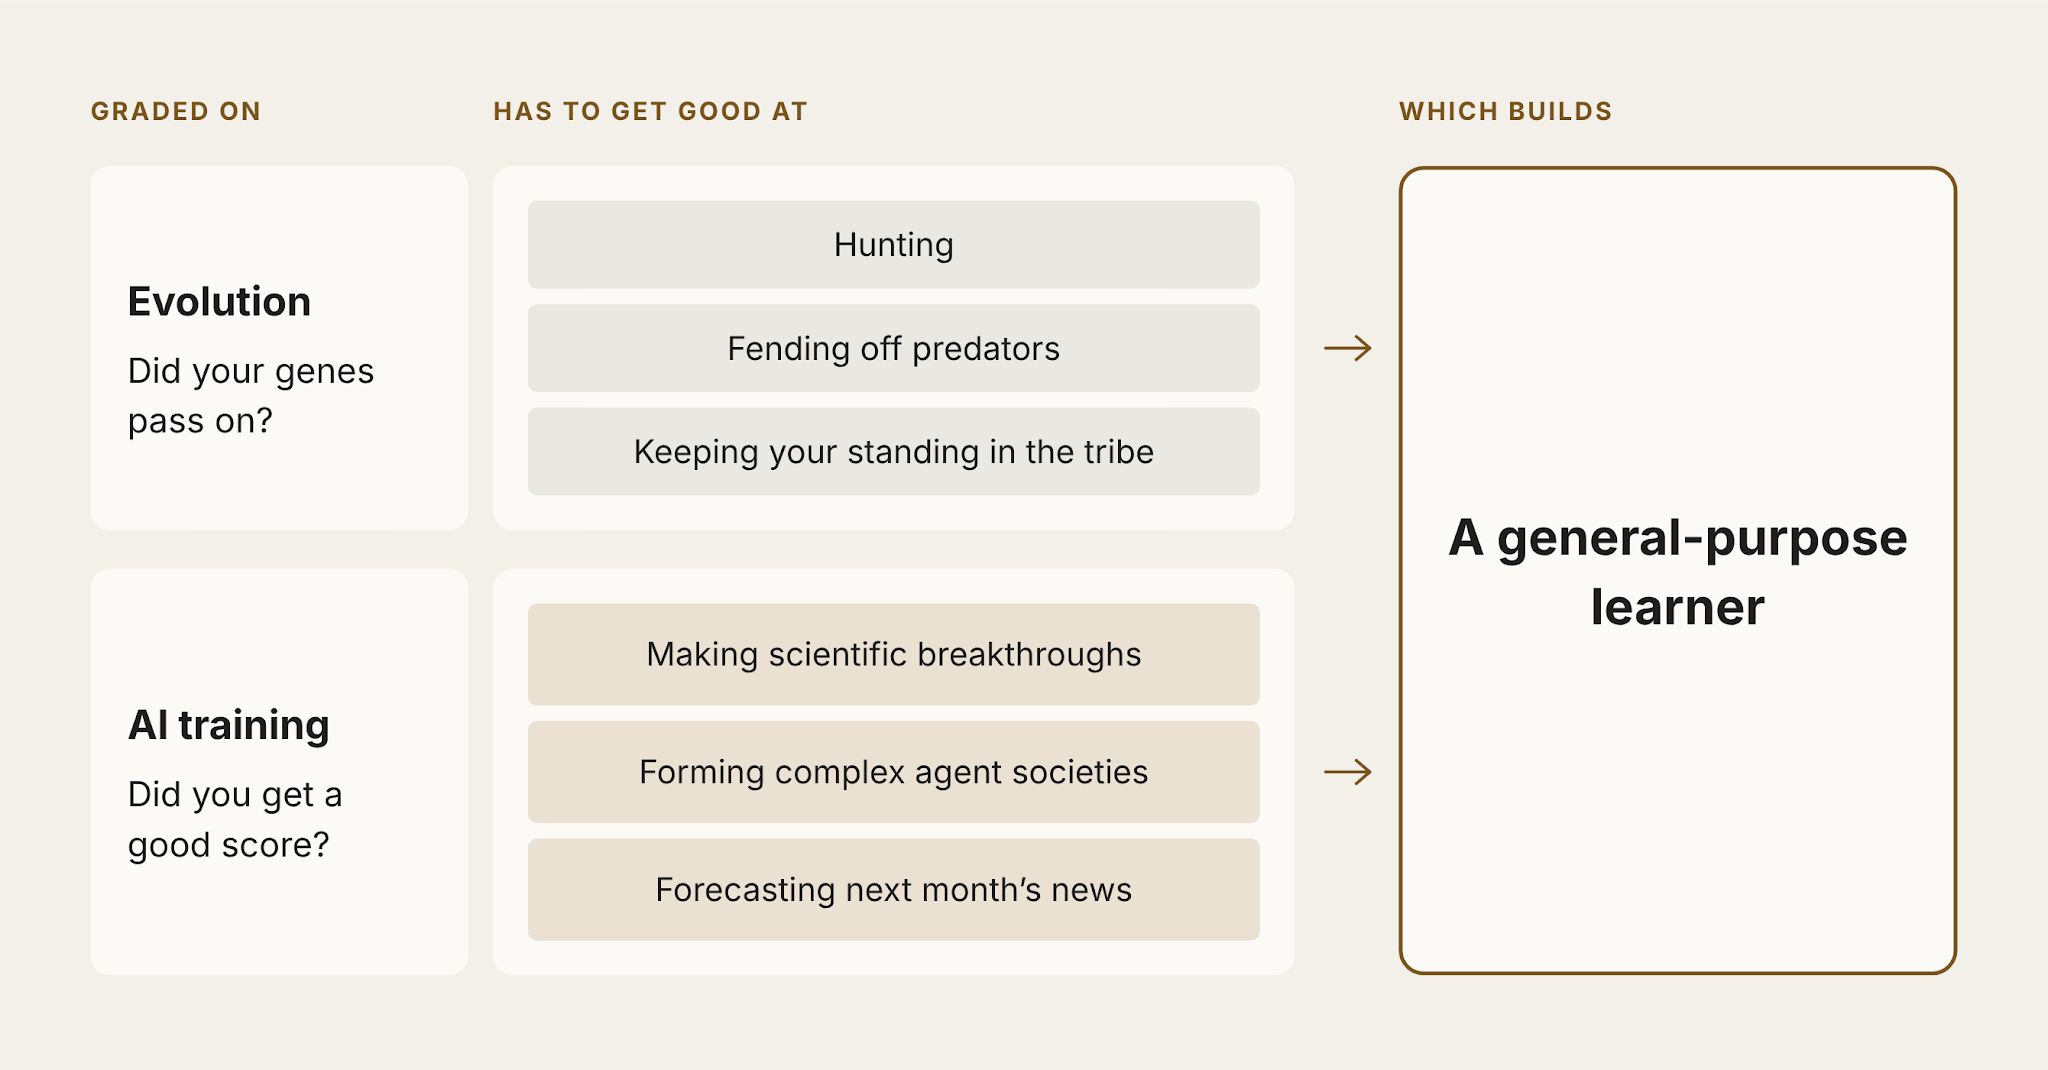 GRADED ON
HAS TO GET GOOD AT
WHICH BUILDS
Evolution
Did your genes
pass on?
Hunting
Fending off predators
Keeping your standing in the tribe
AI training
Did you get a
good score?
Making scientific breakthroughs
Forming complex agent societies
Forecasting next month’s news
A general-purpose
learner